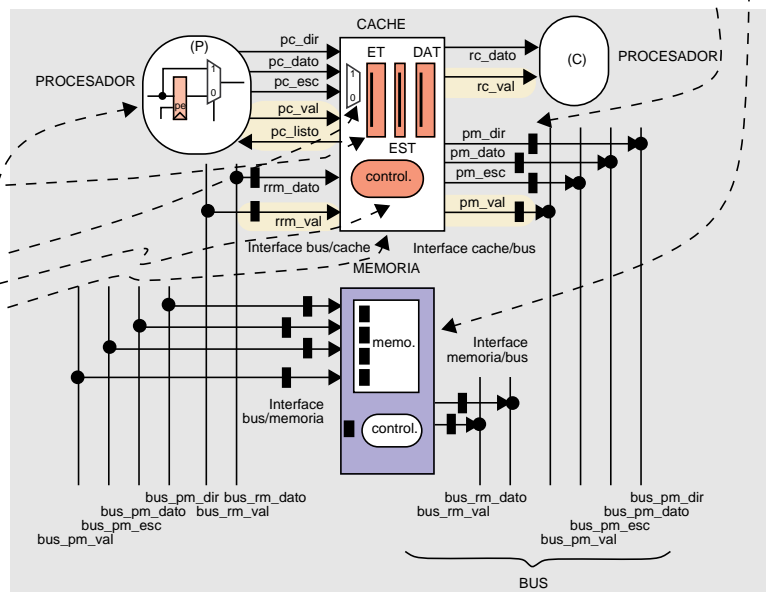 CACHE
(P)
pc_dir
ET
DAT
rc_dato
(C)
PROCESADOR
PROCESADOR
pc_dato
pc_esc
rc_val
1
0
pe
1
0
pc_val
pc_listo
EST
pm_dir
pm_dato
control.
pm_esc
rrm_dato
pm_val
rrm_val
Interface bus/cache
Interface cache/bus
MEMORIA
memo.
Interface
memoria/bus
Interface
bus/memoria
control.
bus_pm_dir
bus_rm_dato
bus_pm_dato
bus_rm_val
bus_pm_esc
bus_pm_val
bus_rm_dato
bus_pm_dir
bus_rm_val
bus_pm_dato
bus_pm_esc
bus_pm_val
BUS